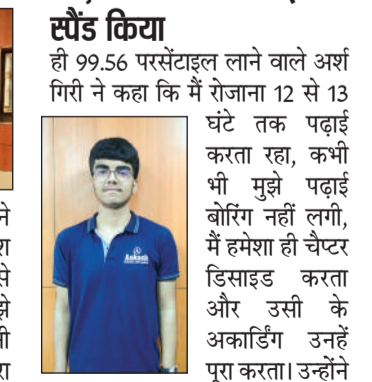 स्पैंड किया
ही 99.56 परसेंटाइल लाने वाले अर्श
गिरी ने कहा कि मैं रोजाना 12 से 13
घंटे तक पढ़ाई
करता रहा, कभी
भी मुझे पढ़ाई
बोरिंग नहीं लगी,
मैं हमेशा ही चैप्टर
डिसाइड करता
और उसी के
अकार्डिंग उनहें
पूरा करता। उन्होंने
Aakash
ने
से